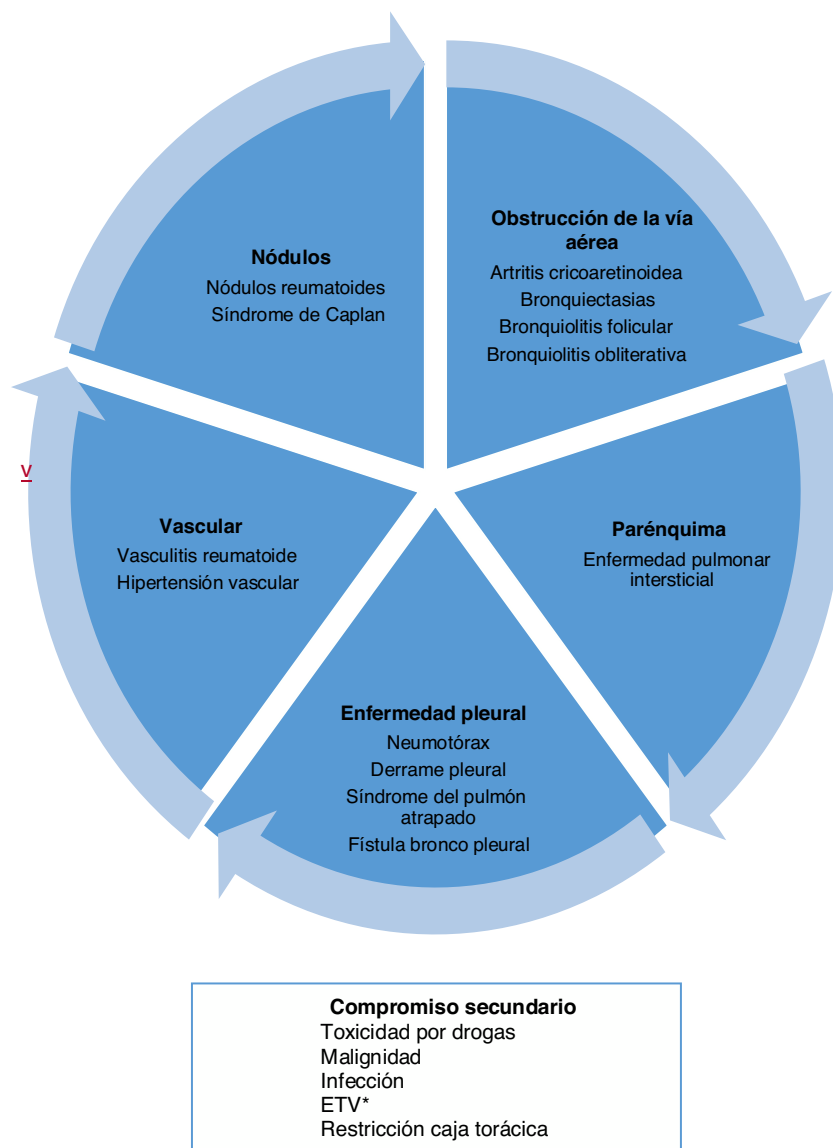 Obstrucción de la vía
aérea
Artritis cricoaretinoidea
Bronquiectasias
Bronquiolitis folicular
Bronquiolitis obliterativa
Parénquima
Enfermedad pulmonar
intersticial
Enfermedad pleural
Neumotórax
Derrame pleural
Síndrome del pulmón
atrapado
Fístula bronco pleural
Vascular
Vasculitis reumatoide
Hipertensión vascular
Nódulos
Nódulos reumatoides
Síndrome de Caplan
v
Compromiso secundario
Toxicidad por drogas
Malignidad
Infección
ETV*
Restricción caja torácica